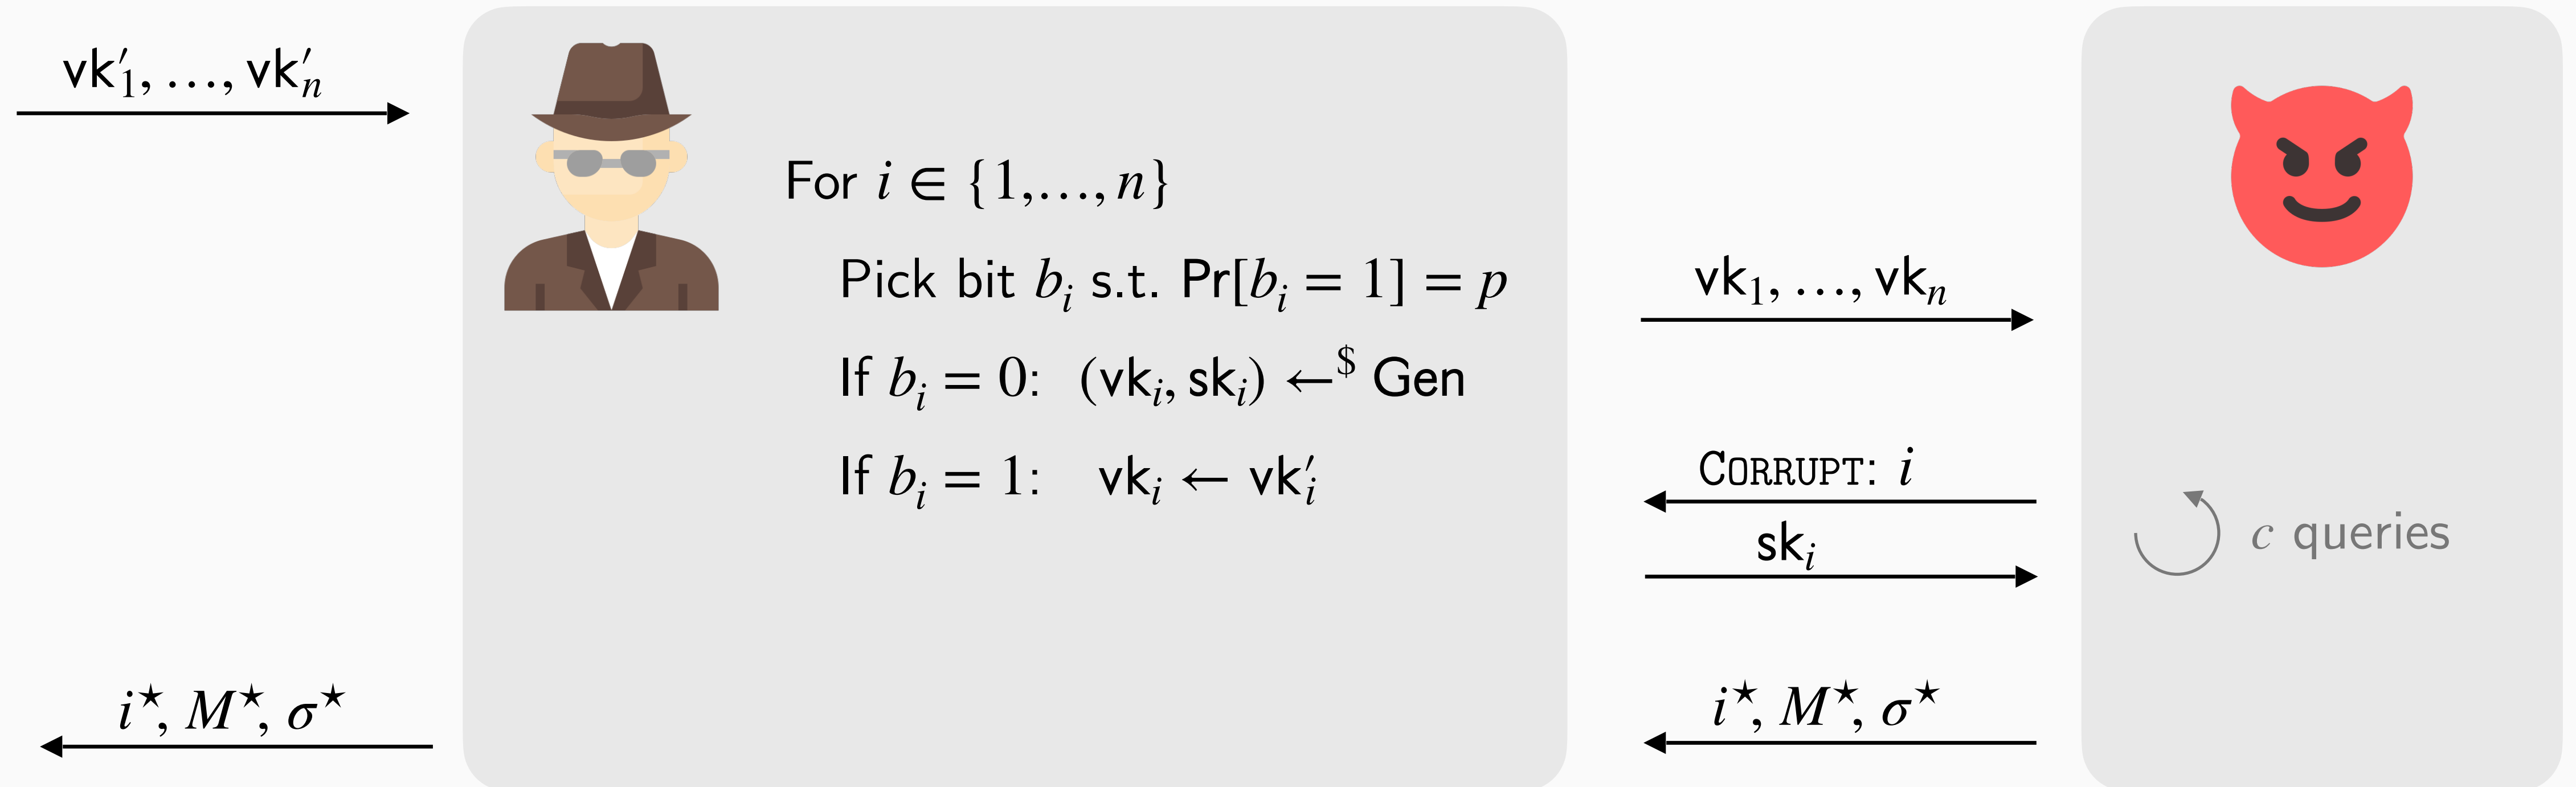 vk′₁, …, vk′ₙ
For i ∈ {1,…, n}
Pick bit bᵢ s.t. Pr[bᵢ = 1] = p
If bᵢ = 0: (vkᵢ, skᵢ) ←$ Gen
If bᵢ = 1: vkᵢ ← vk′ᵢ
vk₁, …, vkₙ
CORRUPT: i
skᵢ
c queries
i★, M★, σ★
i★, M★, σ★